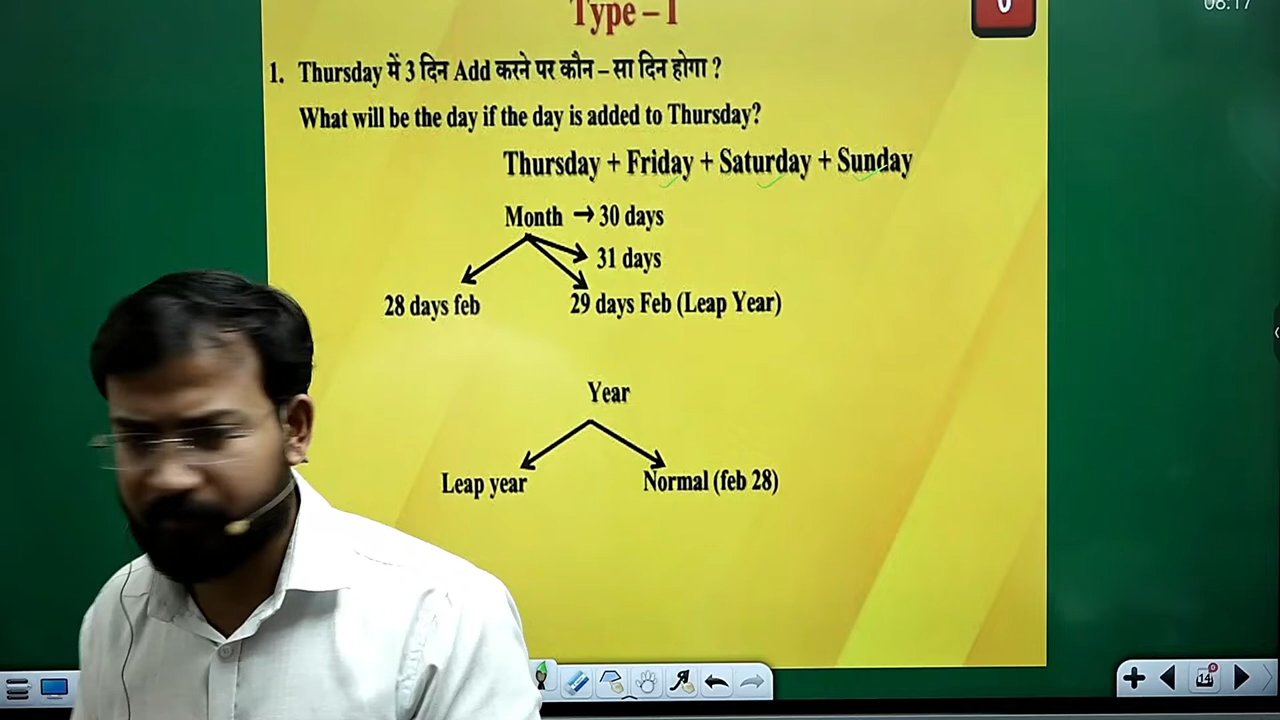 Type – I
1. Thursday में 3 दिन Add करने पर कौन – सा दिन होगा ?
What will be the day if the day is added to Thursday?
Thursday + Friday + Saturday + Sunday
Month → 30 days
31 days
28 days feb
29 days Feb (Leap Year)
Year
Leap year
Normal (feb 28)
14